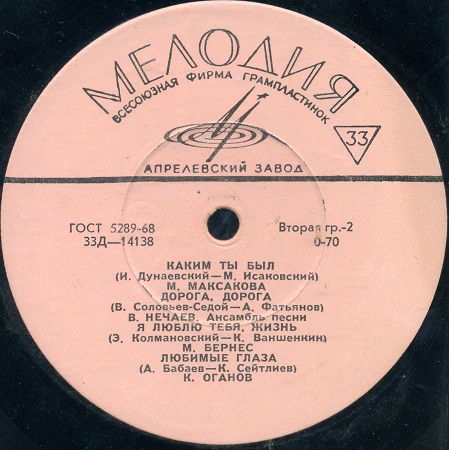 МЕЛОДИЯ
ВСЕСОЮЗНАЯ ФИРМА ГРАМПЛАСТИНОК
33
АПРЕЛЕВСКИЙ ЗАВОД
ГОСТ 5289-68
Вторая гр.-2
33Д—14138
0-70
КАКИМ ТЫ БЫЛ
(И. Дунаевский—М. Исаковский)
М. МАКСАКОВА
ДОРОГА, ДОРОГА
(В. Соловьев-Седой—А. Фатьянов)
В. НЕЧАЕВ, Ансамбль песни
Я ЛЮБЛЮ ТЕБЯ, ЖИЗНЬ
(Э. Колмановский—К. Ваншенкин)
М. БЕРНЕС
ЛЮБИМЫЕ ГЛАЗА
(А. Бабаев—К. Сейтлиев)
К. ОГАНОВ